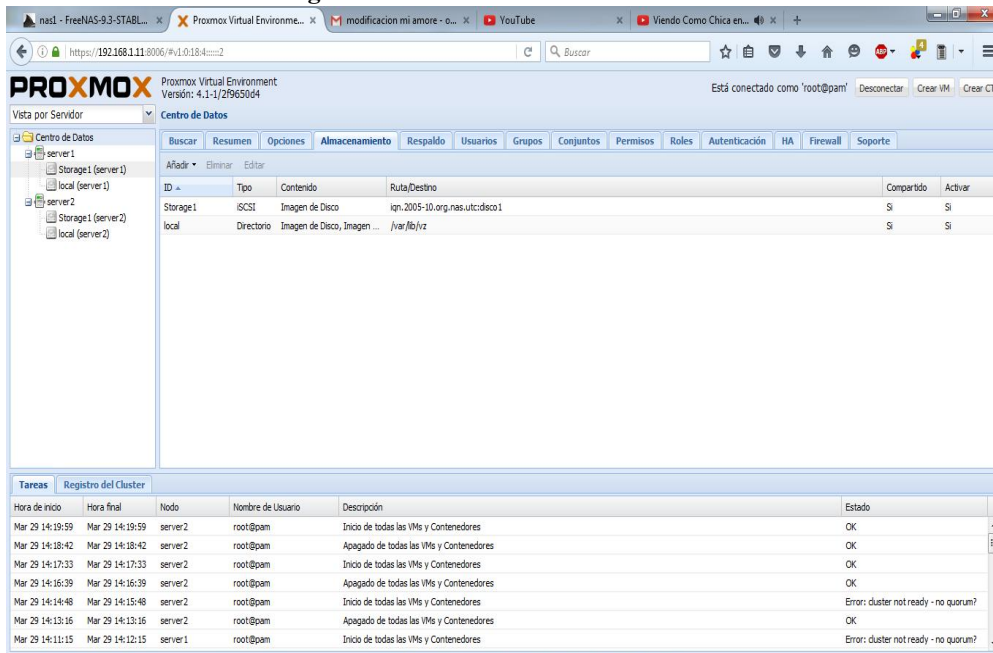 nas1 - FreeNAS-9.3-STABL...
Proxmox Virtual Environme...
modificacion mi amore - o...
YouTube
Viendo Como Chica en...
https://192.168.1.11:8006/#v1:0:18:4::::::2
Buscar
ABP
4
PROXMOX
Proxmox Virtual Environment
Versión: 4.1-1/2f9650d4
Está conectado como 'root@pam'
Desconectar
Crear VM
Crear CT
Vista por Servidor
Centro de Datos
Centro de Datos
server1
Storage1 (server1)
local (server1)
server2
Storage1 (server2)
local (server2)
Buscar Resumen Opciones Almacenamiento Respaldo Usuarios Grupos Conjuntos Permisos Roles Autenticación HA Firewall Soporte
Añadir Eliminar Editar
ID Tipo Contenido Ruta/Destino Compartido Activar
Storage1 iSCSI Imagen de Disco iqn.2005-10.org.nas.utc:disco1 Si Si
local Directorio Imagen de Disco, Imagen ... /var/lib/vz Si Si
Tareas Registro del Cluster
Hora de inicio Hora final Nodo Nombre de Usuario Descripción Estado
Mar 29 14:19:59 Mar 29 14:19:59 server2 root@pam Inicio de todas las VMs y Contenedores OK
Mar 29 14:18:42 Mar 29 14:18:42 server2 root@pam Apagado de todas las VMs y Contenedores OK
Mar 29 14:17:33 Mar 29 14:17:33 server2 root@pam Inicio de todas las VMs y Contenedores OK
Mar 29 14:16:39 Mar 29 14:16:39 server2 root@pam Apagado de todas las VMs y Contenedores OK
Mar 29 14:14:48 Mar 29 14:15:48 server2 root@pam Inicio de todas las VMs y Contenedores Error: cluster not ready - no quorum?
Mar 29 14:13:16 Mar 29 14:13:16 server2 root@pam Apagado de todas las VMs y Contenedores OK
Mar 29 14:11:15 Mar 29 14:12:15 server1 root@pam Inicio de todas las VMs y Contenedores Error: cluster not ready - no quorum?